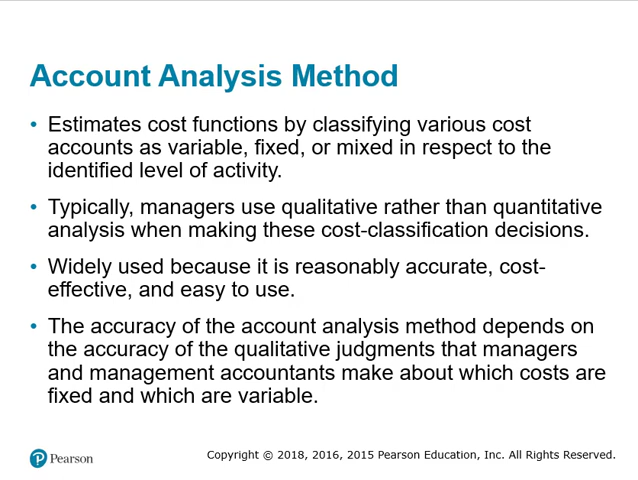 Account Analysis Method
• Estimates cost functions by classifying various cost
accounts as variable, fixed, or mixed in respect to the
identified level of activity.
• Typically, managers use qualitative rather than quantitative
analysis when making these cost-classification decisions.
• Widely used because it is reasonably accurate, cost-
effective, and easy to use.
• The accuracy of the account analysis method depends on
the accuracy of the qualitative judgments that managers
and management accountants make about which costs are
fixed and which are variable.
Pearson
Copyright © 2018, 2016, 2015 Pearson Education, Inc. All Rights Reserved.